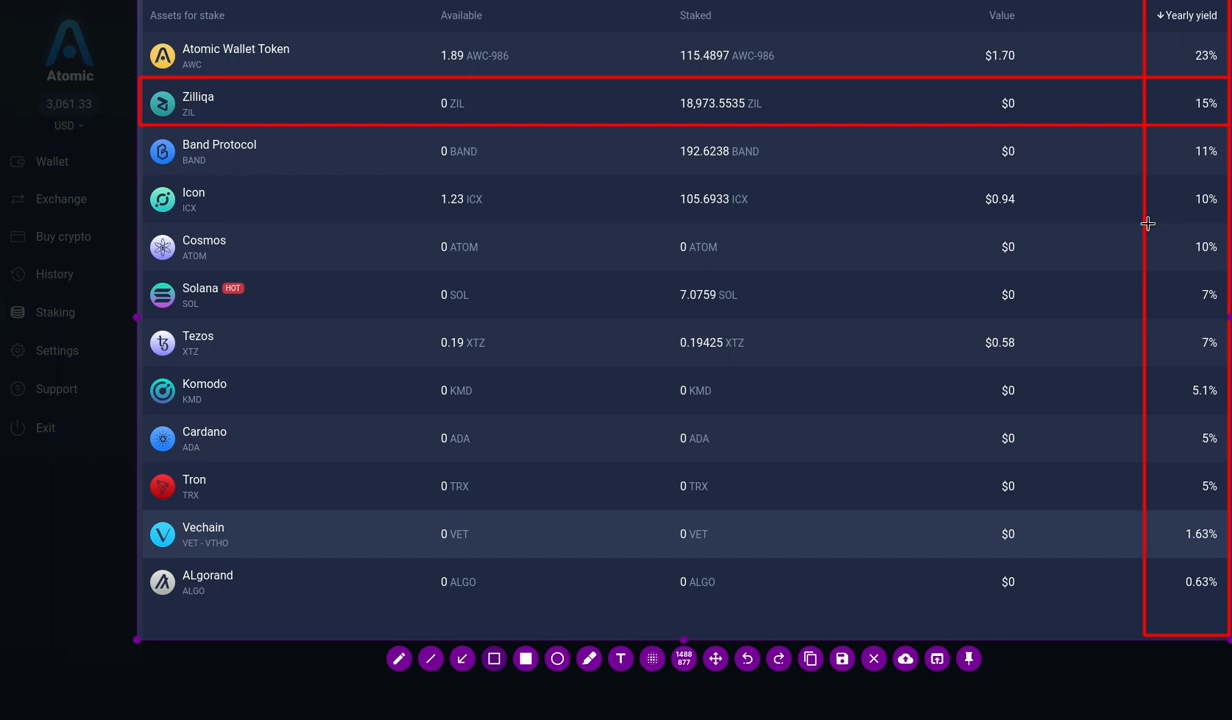 Assets for stake Available Staked Value ↓ Yearly yield
Atomic
3,061.33
USD
Wallet
Exchange
Buy crypto
History
Staking
Settings
Support
Exit
Atomic Wallet Token
AWC
1.89 AWC-986 115.4897 AWC-986 $1.70 23%
Zilliqa
ZIL
0 ZIL 18,973.5535 ZIL $0 15%
Band Protocol
BAND
0 BAND 192.6238 BAND $0 11%
Icon
ICX
1.23 ICX 105.6933 ICX $0.94 10%
Cosmos
ATOM
0 ATOM 0 ATOM $0 10%
Solana HOT
SOL
0 SOL 7.0759 SOL $0 7%
Tezos
XTZ
0.19 XTZ 0.19425 XTZ $0.58 7%
Komodo
KMD
0 KMD 0 KMD $0 5.1%
Cardano
ADA
0 ADA 0 ADA $0 5%
Tron
TRX
0 TRX 0 TRX $0 5%
Vechain
VET - VTHO
0 VET 0 VET $0 1.63%
ALgorand
ALGO
0 ALGO 0 ALGO $0 0.63%
T
1488
877